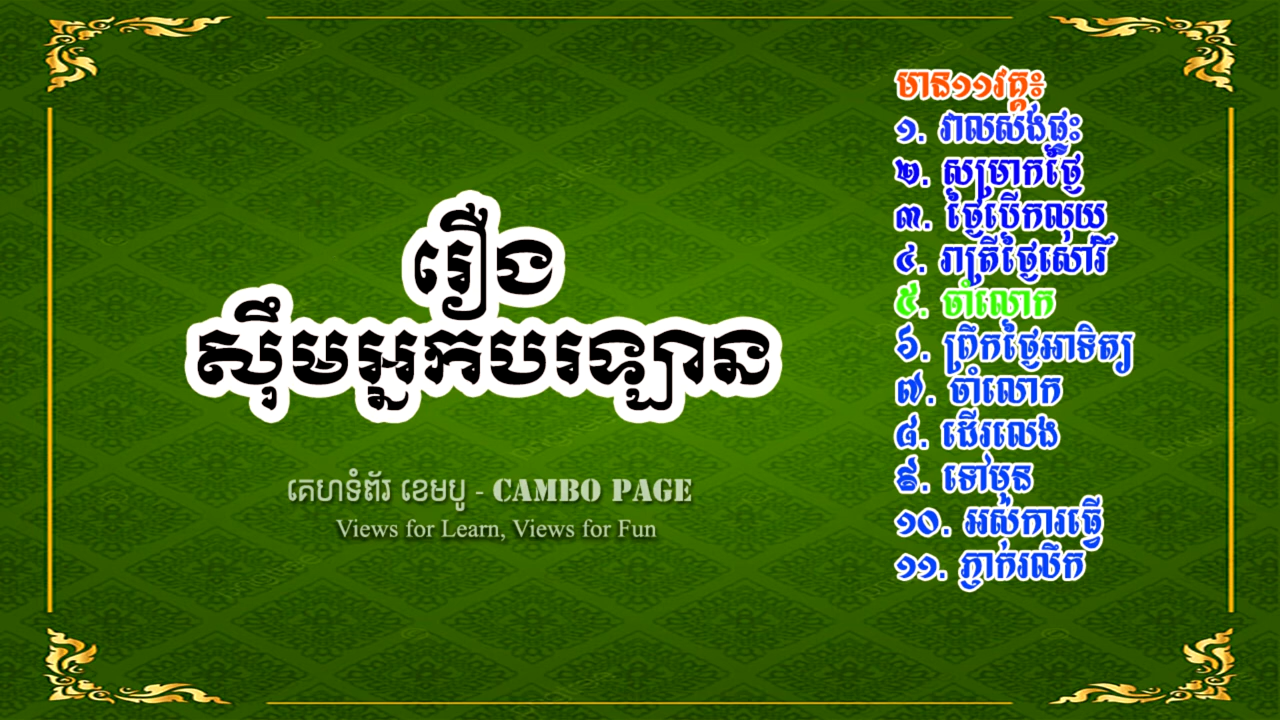 រឿង
ស៊ឹមអ្នកបរឡាន
គេហទំព័រ ខេមបូ - CAMBO PAGE
Views for Learn, Views for Fun
មាន១១វគ្គ៖
១. វាលសង់ផ្ទះ
២. សម្រាកថ្ងៃ
៣. ថ្ងៃបើកលុយ
៤. រាត្រីថ្ងៃសៅរ៍
៥. ចាំលោក
៦. ព្រឹកថ្ងៃអាទិត្យ
៧. ចាំលោក
៨. ដើរលេង
៩. ទៅមុន
១០. អស់ការធ្វើ
១១. ភ្ញាក់រលឹក